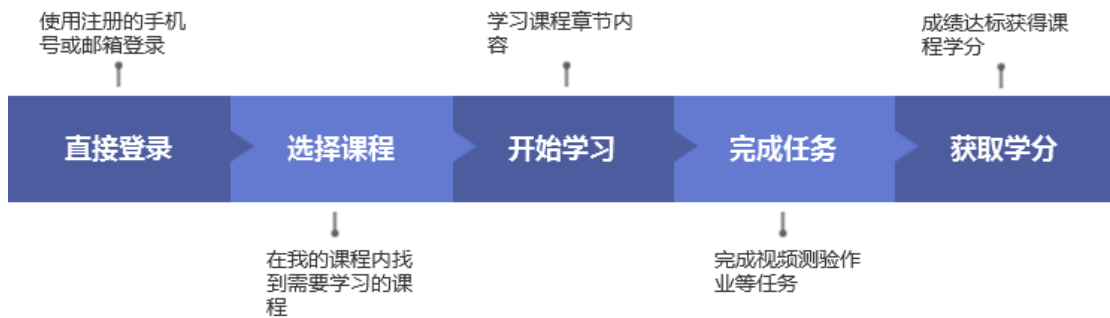 使用注册的手机
号或邮箱登录
学习课程章节内
容
成绩达标获得课
程学分
直接登录
选择课程
开始学习
完成任务
获取学分
在我的课程内找
到需要学习的课
程
完成视频测验作
业等任务